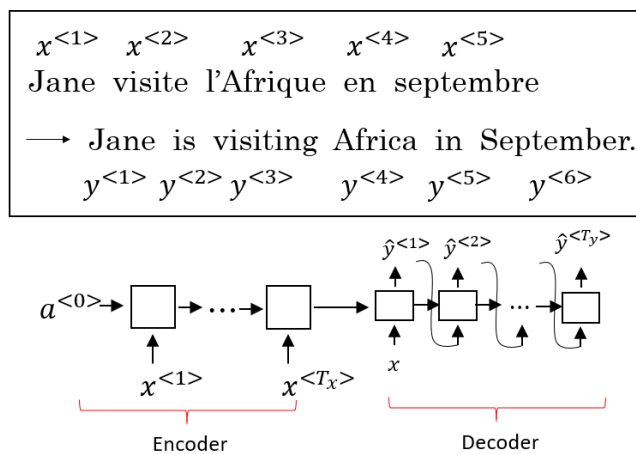 x<1> x<2> x<3> x<4> x<5>
Jane visite l'Afrique en septembre
→ Jane is visiting Africa in September.
y<1> y<2> y<3> y<4> y<5> y<6>
ŷ<1> ŷ<2> ŷ<Ty>
a<0> ... ...
x
x<1> x<Tx>
Encoder Decoder